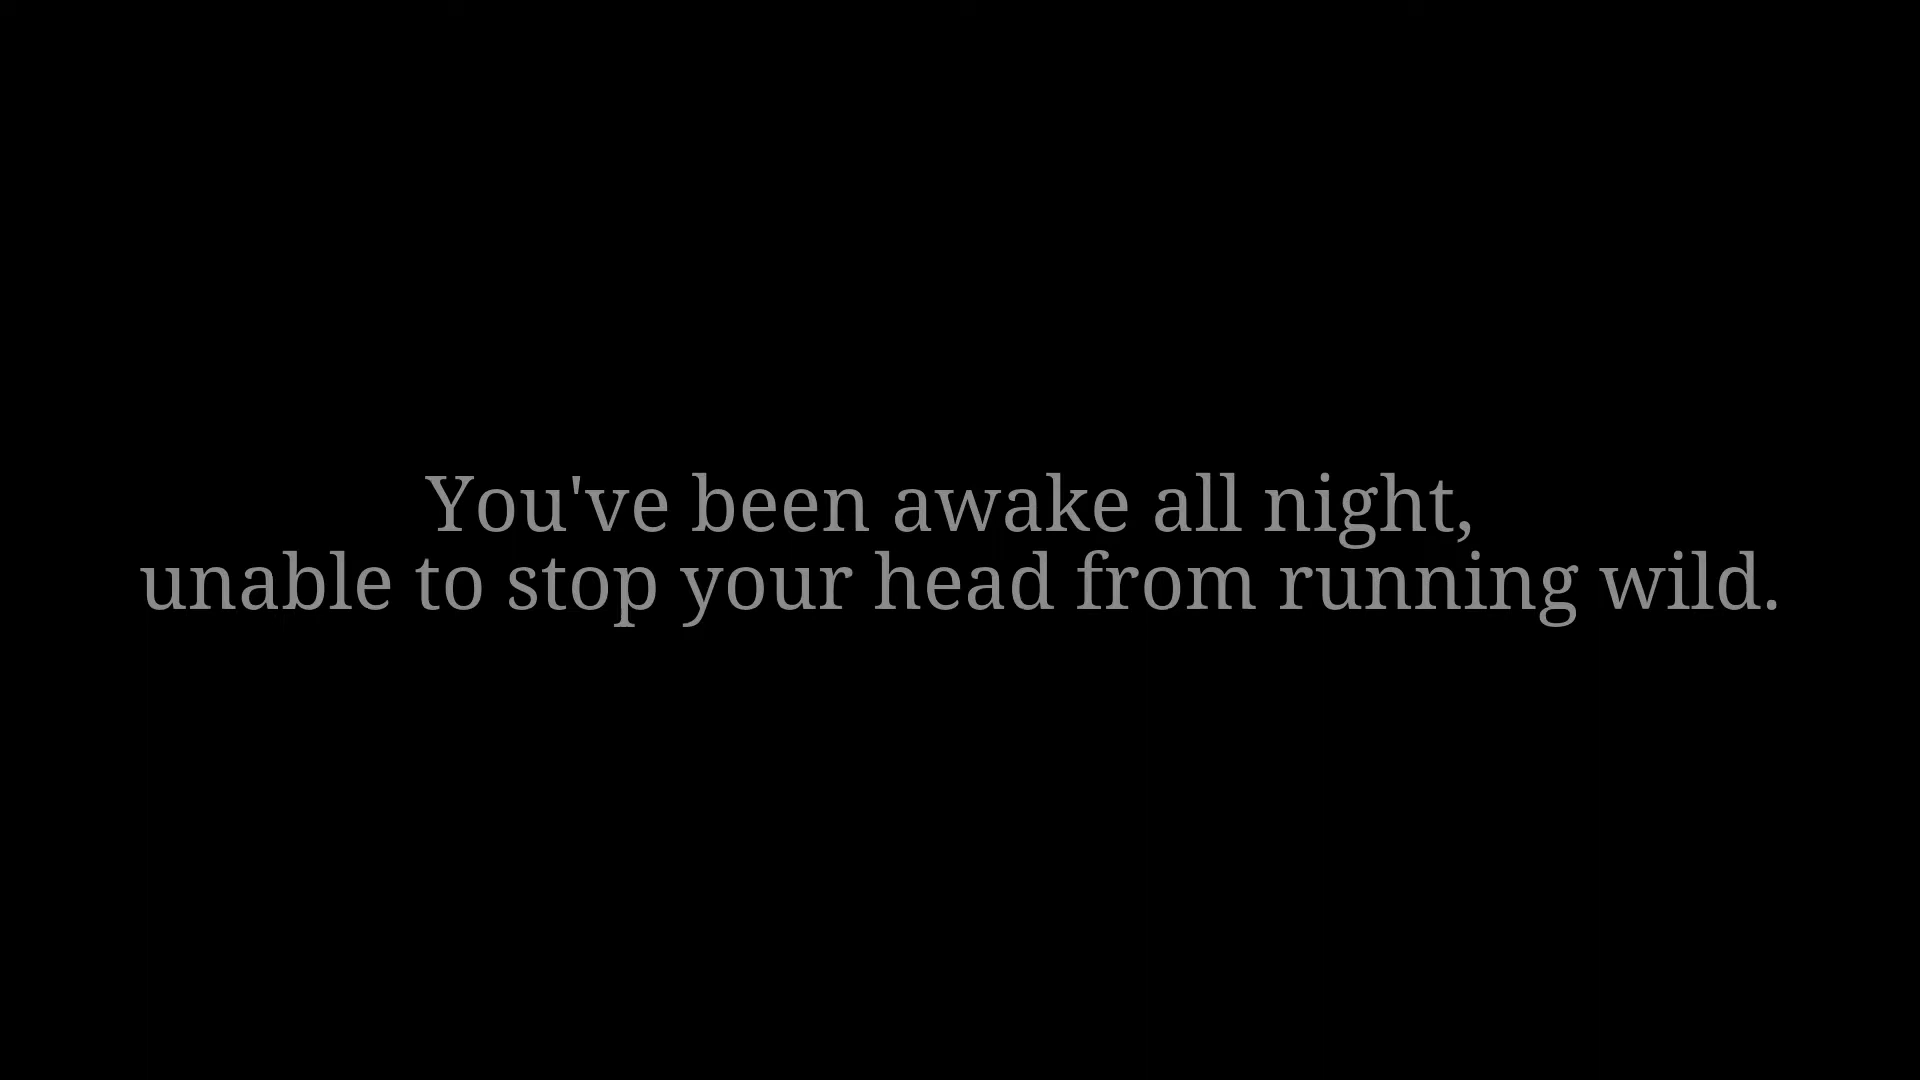 You've been awake all night,
unable to stop your head from running wild.